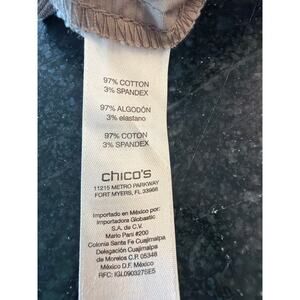 97% COTTON
3% SPANDEX
97% ALGODÓN
3% elastano
97% COTON
3% SPANDEX
chico's
11215 METRO PARKWAY
FORT MYERS, FL 33966
Importado en México por:
Importadora Globastic
S.A. de C.V.
Mario Pani #200
Colonia Santa Fe Cuajimalpa
Delegación Cuajimalpa
de Morelos C.P. 05348
México D.F. México
RFC: IGL090327SE5